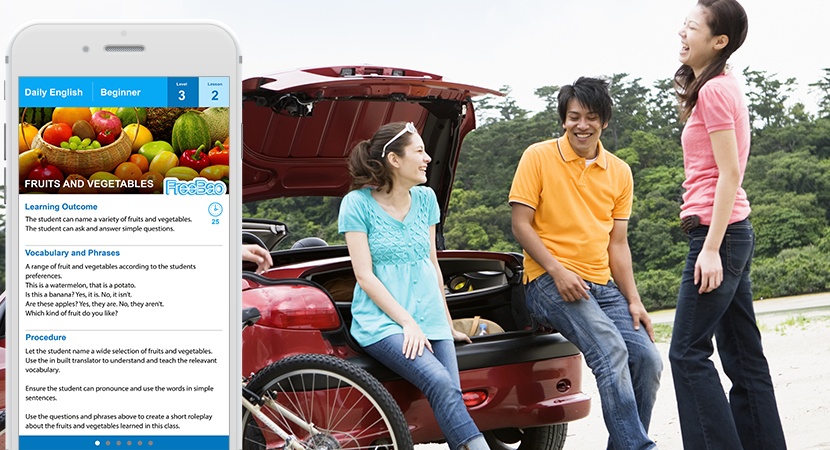 Daily English
Beginner
Level
3
Lesson
2
FRUITS AND VEGETABLES
FreeBao
Learning Outcome
25
The student can name a variety of fruits and vegetables.
The student can ask and answer simple questions.
Vocabulary and Phrases
A range of fruit and vegetables according to the students
preferences.
This is a watermelon, that is a potato.
Is this a banana? Yes, it is. No, it isn't.
Are these apples? Yes, they are. No, they aren't.
Which kind of fruit do you like?
Procedure
Let the student name a wide selection of fruits and vegetables.
Use the in built translator to understand and teach the releavant
vocabulary.
Ensure the student can pronounce and use the words in simple
sentences.
Use the questions and phrases above to create a short roleplay
about the fruits and vegetables learned in this class.